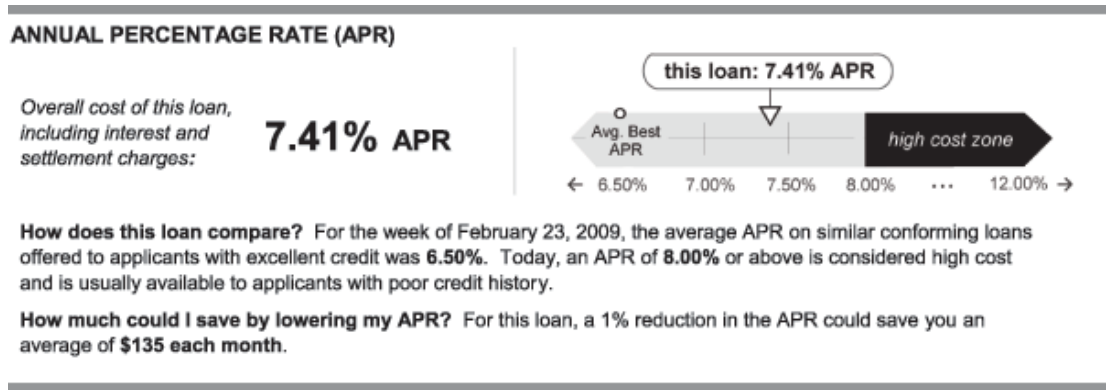 ANNUAL PERCENTAGE RATE (APR)
Overall cost of this loan,
including interest and
settlement charges:
7.41% APR
this loan: 7.41% APR
Avg. Best
APR
high cost zone
← 6.50% 7.00% 7.50% 8.00% ... 12.00% →
How does this loan compare? For the week of February 23, 2009, the average APR on similar conforming loans
offered to applicants with excellent credit was 6.50%. Today, an APR of 8.00% or above is considered high cost
and is usually available to applicants with poor credit history.
How much could I save by lowering my APR? For this loan, a 1% reduction in the APR could save you an
average of $135 each month.